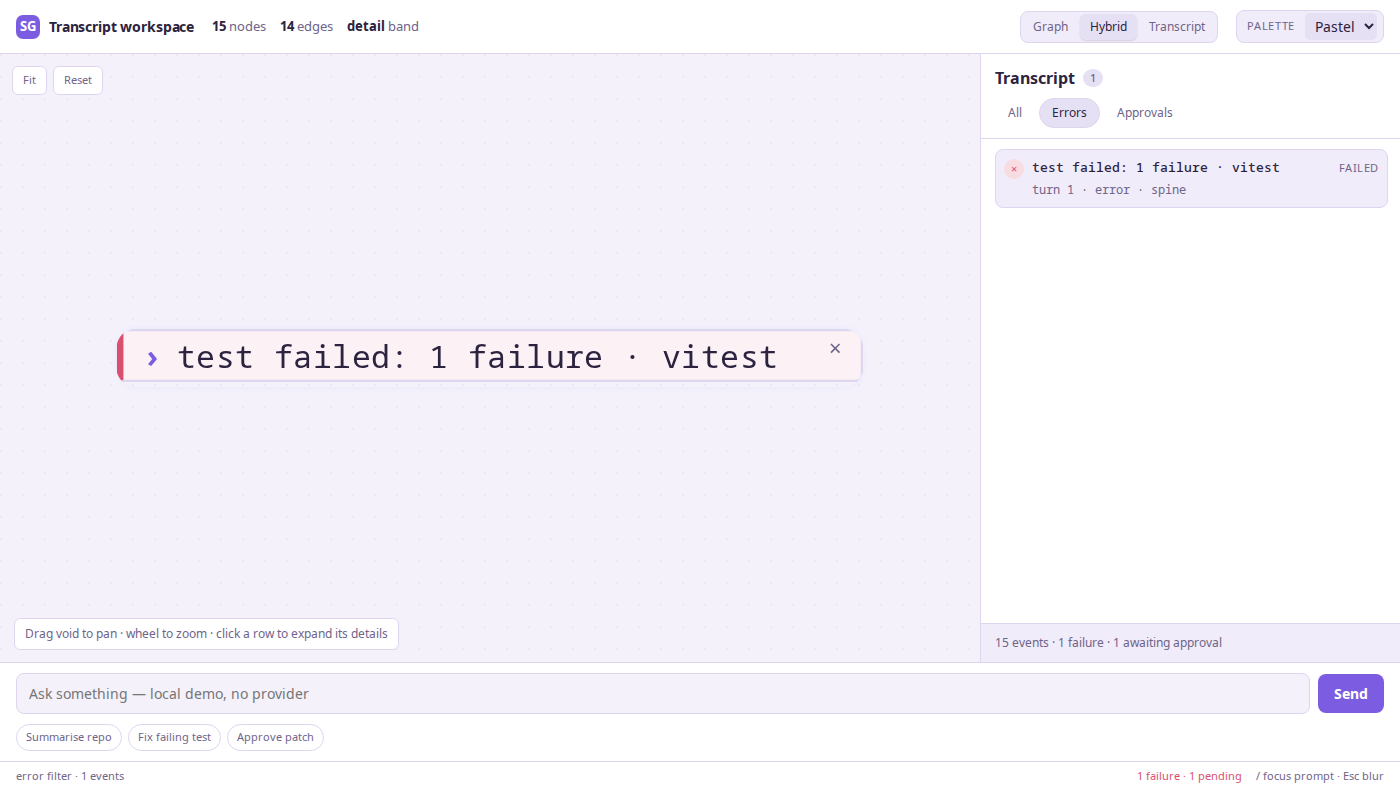 SG Transcript workspace 15 nodes 14 edges detail band Graph Hybrid Transcript PALETTE Pastel
Fit Reset
Transcript 1
All Errors Approvals
× test failed: 1 failure · vitest FAILED
turn 1 · error · spine
› test failed: 1 failure · vitest ×
Drag void to pan · wheel to zoom · click a row to expand its details
15 events · 1 failure · 1 awaiting approval
Ask something — local demo, no provider Send
Summarise repo Fix failing test Approve patch
error filter · 1 events 1 failure · 1 pending / focus prompt · Esc blur